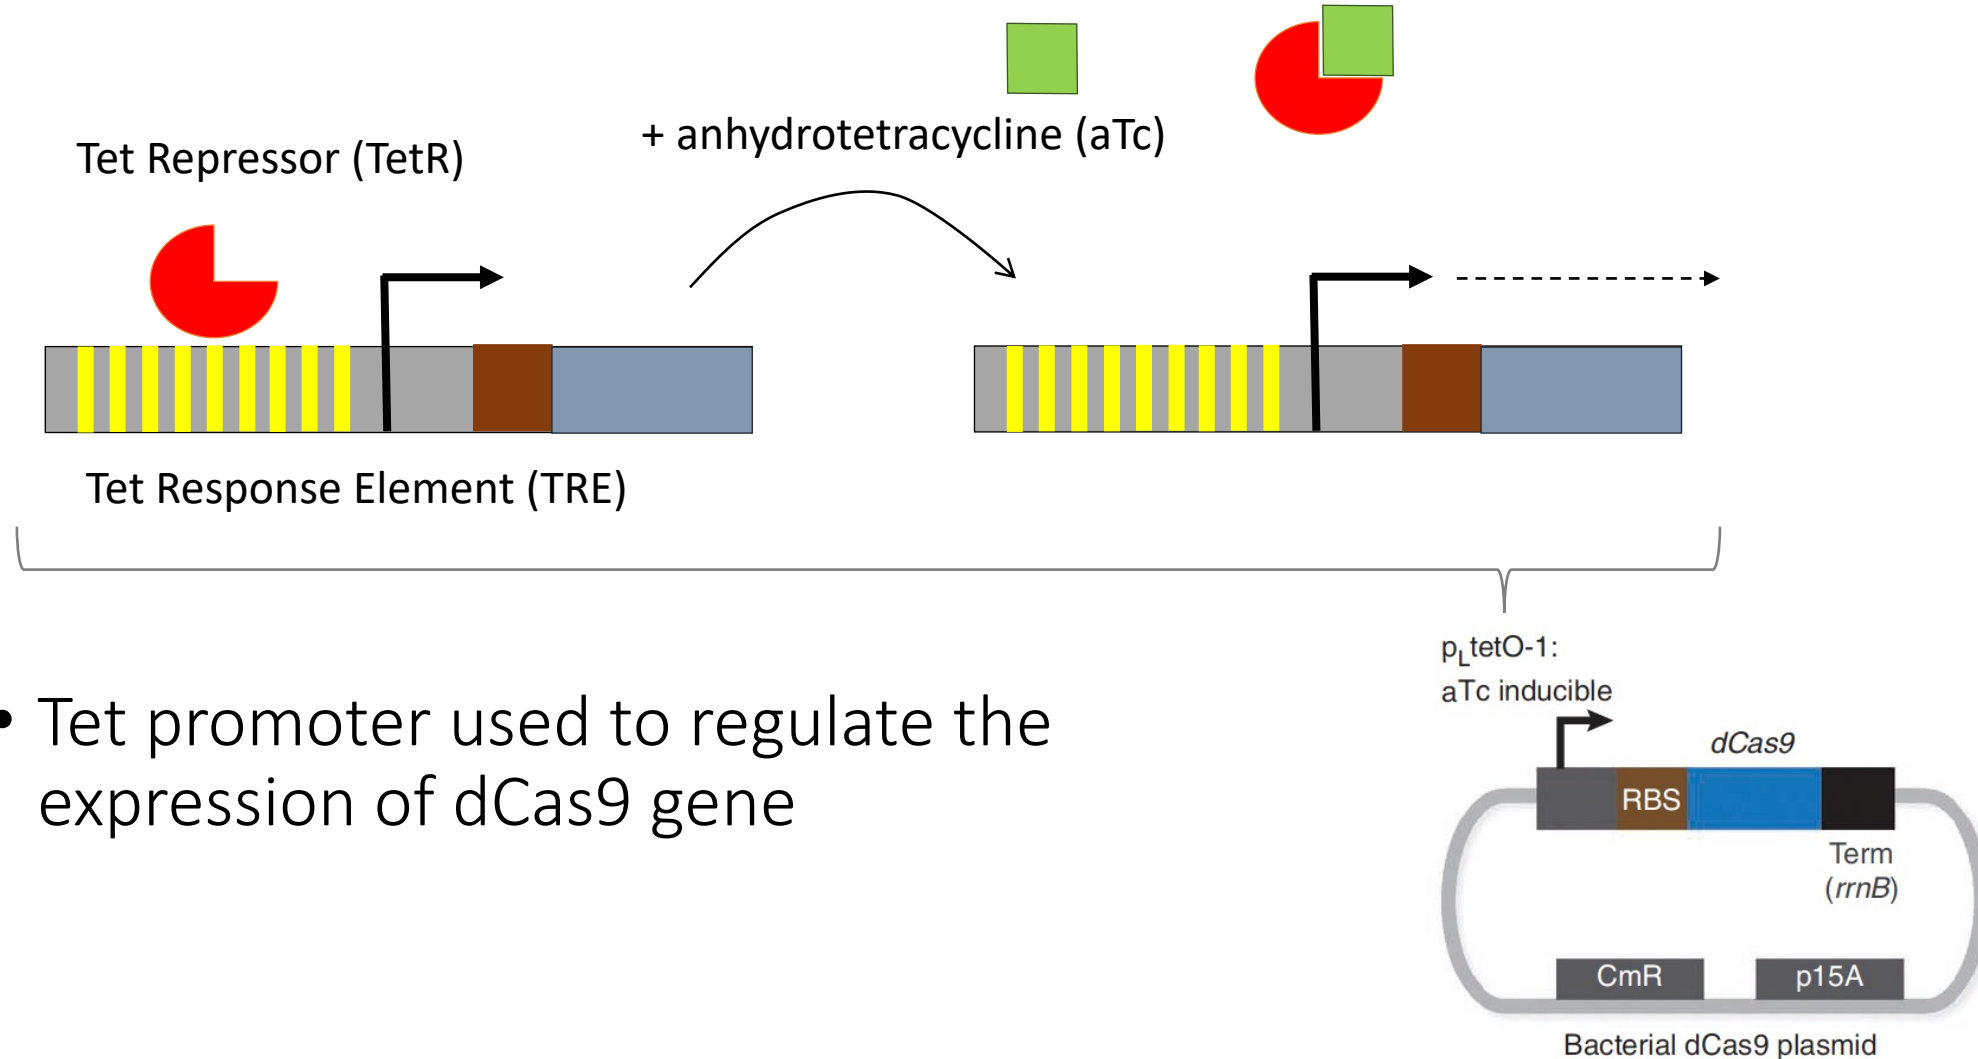 + anhydrotetracycline (aTc)
Tet Repressor (TetR)
Tet Response Element (TRE)
• Tet promoter used to regulate the
expression of dCas9 gene
pLtetO-1:
aTc inducible
dCas9
RBS
Term
(rrnB)
CmR
p15A
Bacterial dCas9 plasmid